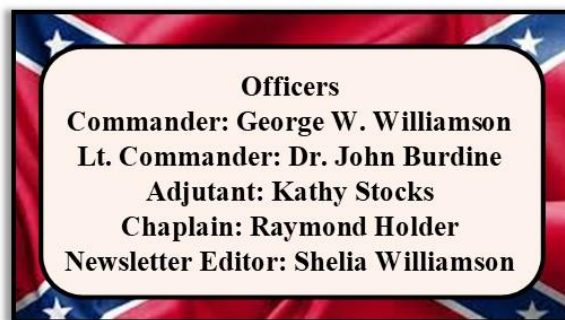 Officers
Commander: George W. Williamson
Lt. Commander: Dr. John Burdine
Adjutant: Kathy Stocks
Chaplain: Raymond Holder
Newsletter Editor: Shelia Williamson